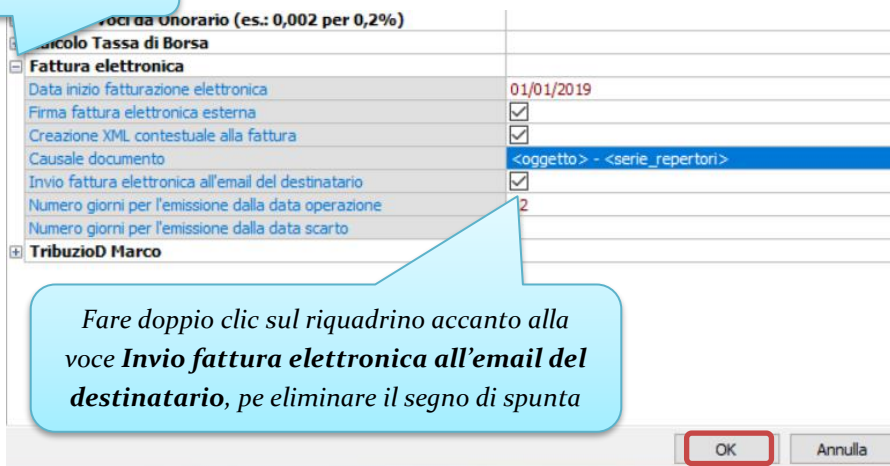 voci da Onorario (es.: 0,002 per 0,2%)
Calcolo Tassa di Borsa
Fattura elettronica
Data inizio fatturazione elettronica 01/01/2019
Firma fattura elettronica esterna
Creazione XML contestuale alla fattura
Causale documento <oggetto> - <serie_repertori>
Invio fattura elettronica all'email del destinatario
Numero giorni per l'emissione dalla data operazione 2
Numero giorni per l'emissione dalla data scarto
TribuzioD Marco
Fare doppio clic sul riquadrino accanto alla
voce Invio fattura elettronica all’email del
destinatario, pe eliminare il segno di spunta
OK Annulla